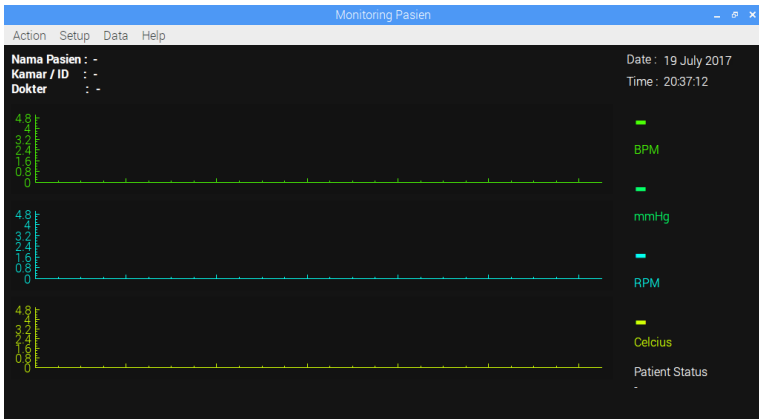 Monitoring Pasien
Action Setup Data Help
Nama Pasien : -
Kamar / ID : -
Dokter : -
Date : 19 July 2017
Time : 20:37:12
4.8
4
3.2
2.4
1.6
0.8
0
-
BPM
-
mmHg
4.8
4
3.2
2.4
1.6
0.8
0
-
RPM
4.8
4
3.2
2.4
1.6
0.8
0
-
Celcius
Patient Status
-